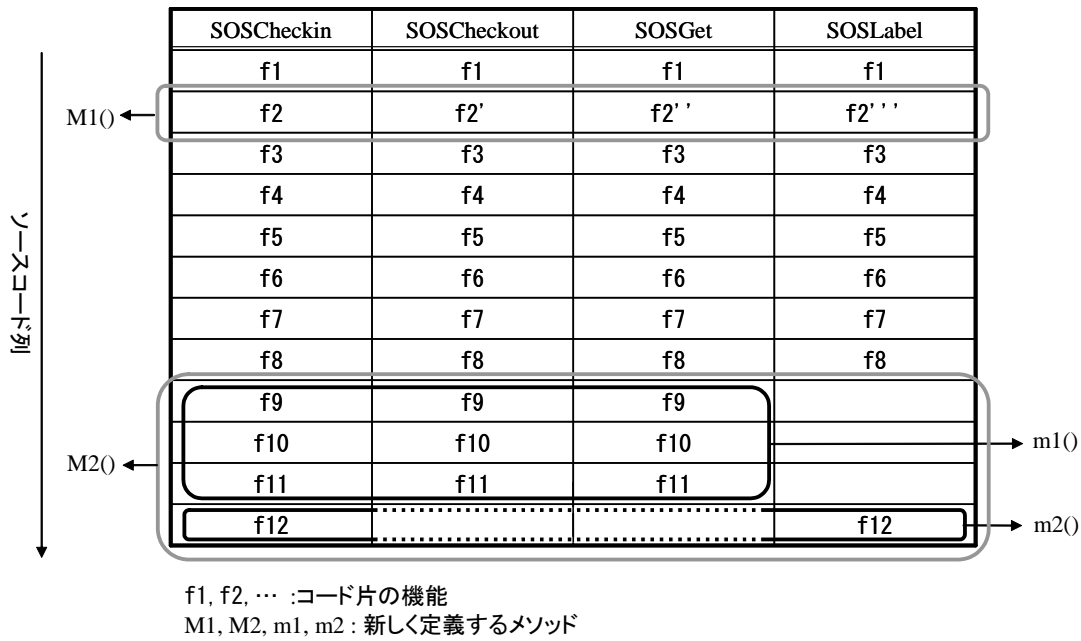 SOSCheckin SOSCheckout SOSGet SOSLabel
f1 f1 f1 f1
M1() f2 f2' f2'' f2'''
f3 f3 f3 f3
f4 f4 f4 f4
f5 f5 f5 f5
f6 f6 f6 f6
f7 f7 f7 f7
f8 f8 f8 f8
f9 f9 f9
f10 f10 f10 m1()
M2() f11 f11 f11
f12 f12 m2()
ソースコード列
f1, f2, … :コード片の機能
M1, M2, m1, m2 : 新しく定義するメソッド